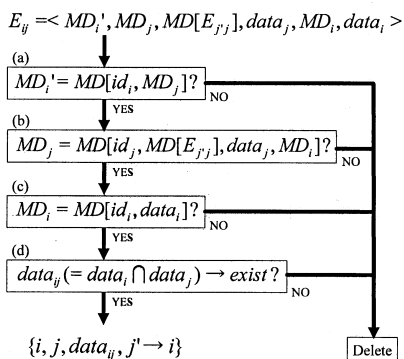 E_{ij} =< MD_i', MD_j, MD[E_{j'j}], data_j, MD_i, data_i >
(a)
MD_i' = MD[id_i, MD_j]?
NO
YES
(b)
MD_j = MD[id_j, MD[E_{j'j}], data_j, MD_i]?
NO
YES
(c)
MD_i = MD[id_i, data_i]?
NO
YES
(d)
data_{ij} (= data_i ⋂ data_j) → exist?
NO
YES
{i, j, data_{ij}, j' → i}
Delete